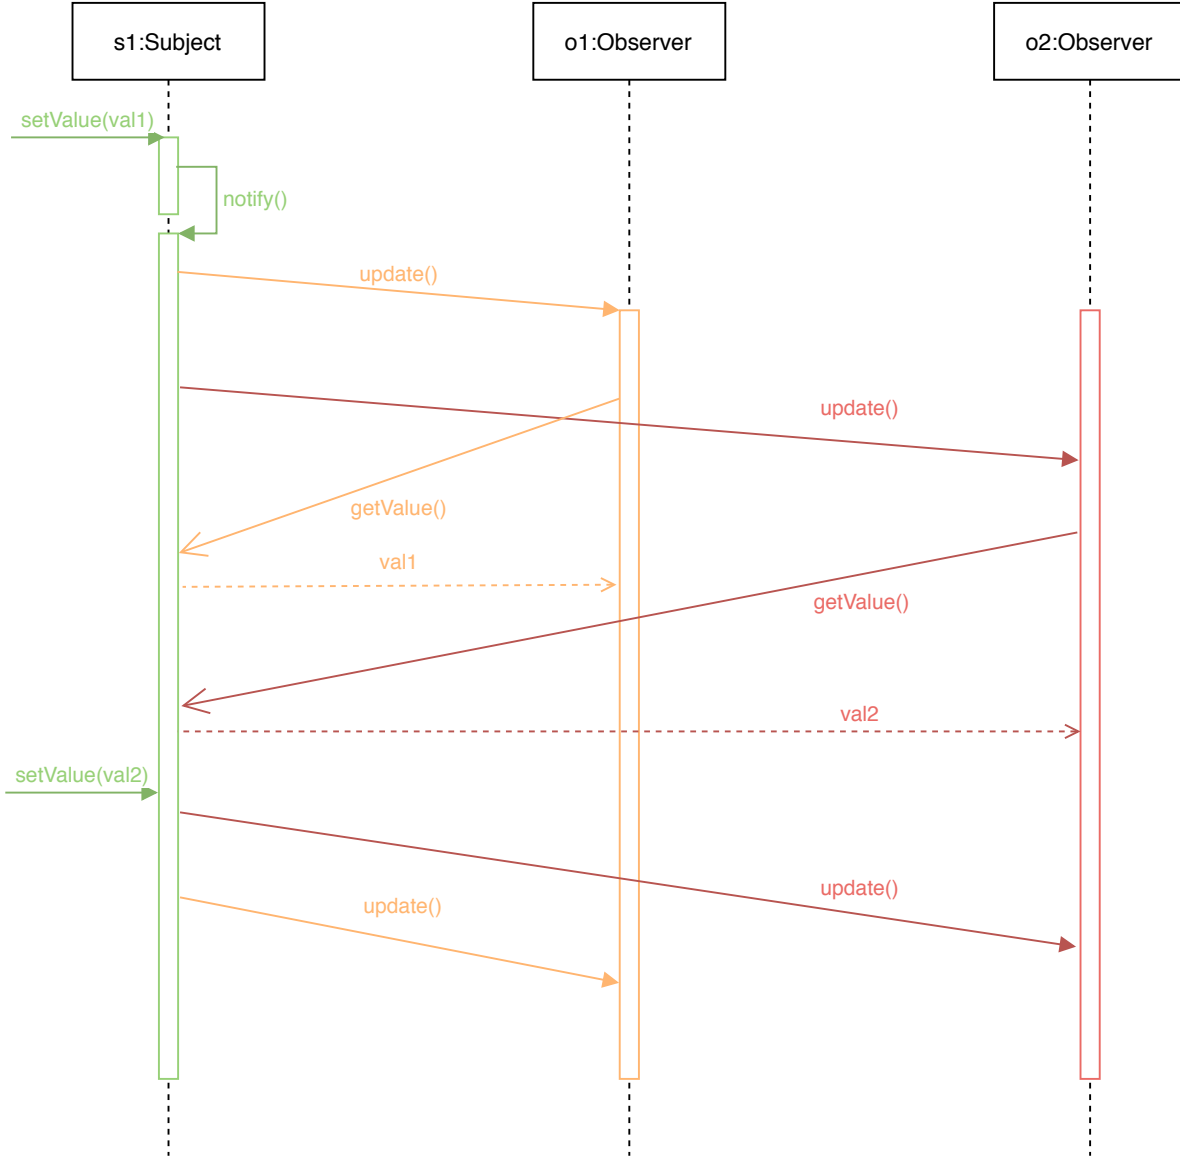 s1:Subject
o1:Observer
o2:Observer
setValue(val1)
notify()
update()
update()
getValue()
val1
getValue()
val2
setValue(val2)
update()
update()